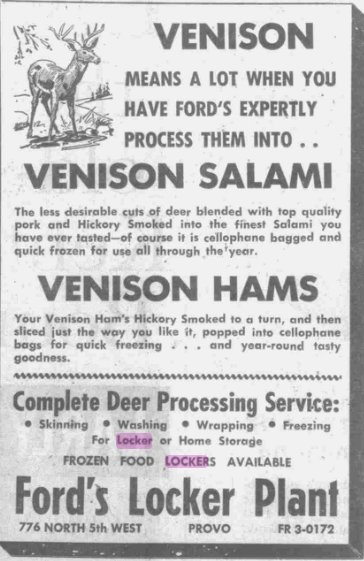 VENISON
MEANS A LOT WHEN YOU
HAVE FORD'S EXPERTLY
PROCESS THEM INTO . .
VENISON SALAMI
The less desirable cuts of deer blended with top quality
pork and Hickory Smoked into the finest Salami you
have ever tasted—of course it is cellophane bagged and
quick frozen for use all through the year.
VENISON HAMS
Your Venison Ham's Hickory Smoked to a turn, and then
sliced just the way you like it, popped into cellophane
bags for quick freezing . . . and year-round tasty
goodness.
Complete Deer Processing Service:
• Skinning • Washing • Wrapping • Freezing
For Locker or Home Storage
FROZEN FOOD LOCKERS AVAILABLE
Ford's Locker Plant
776 NORTH 5th WEST PROVO FR 3-0172